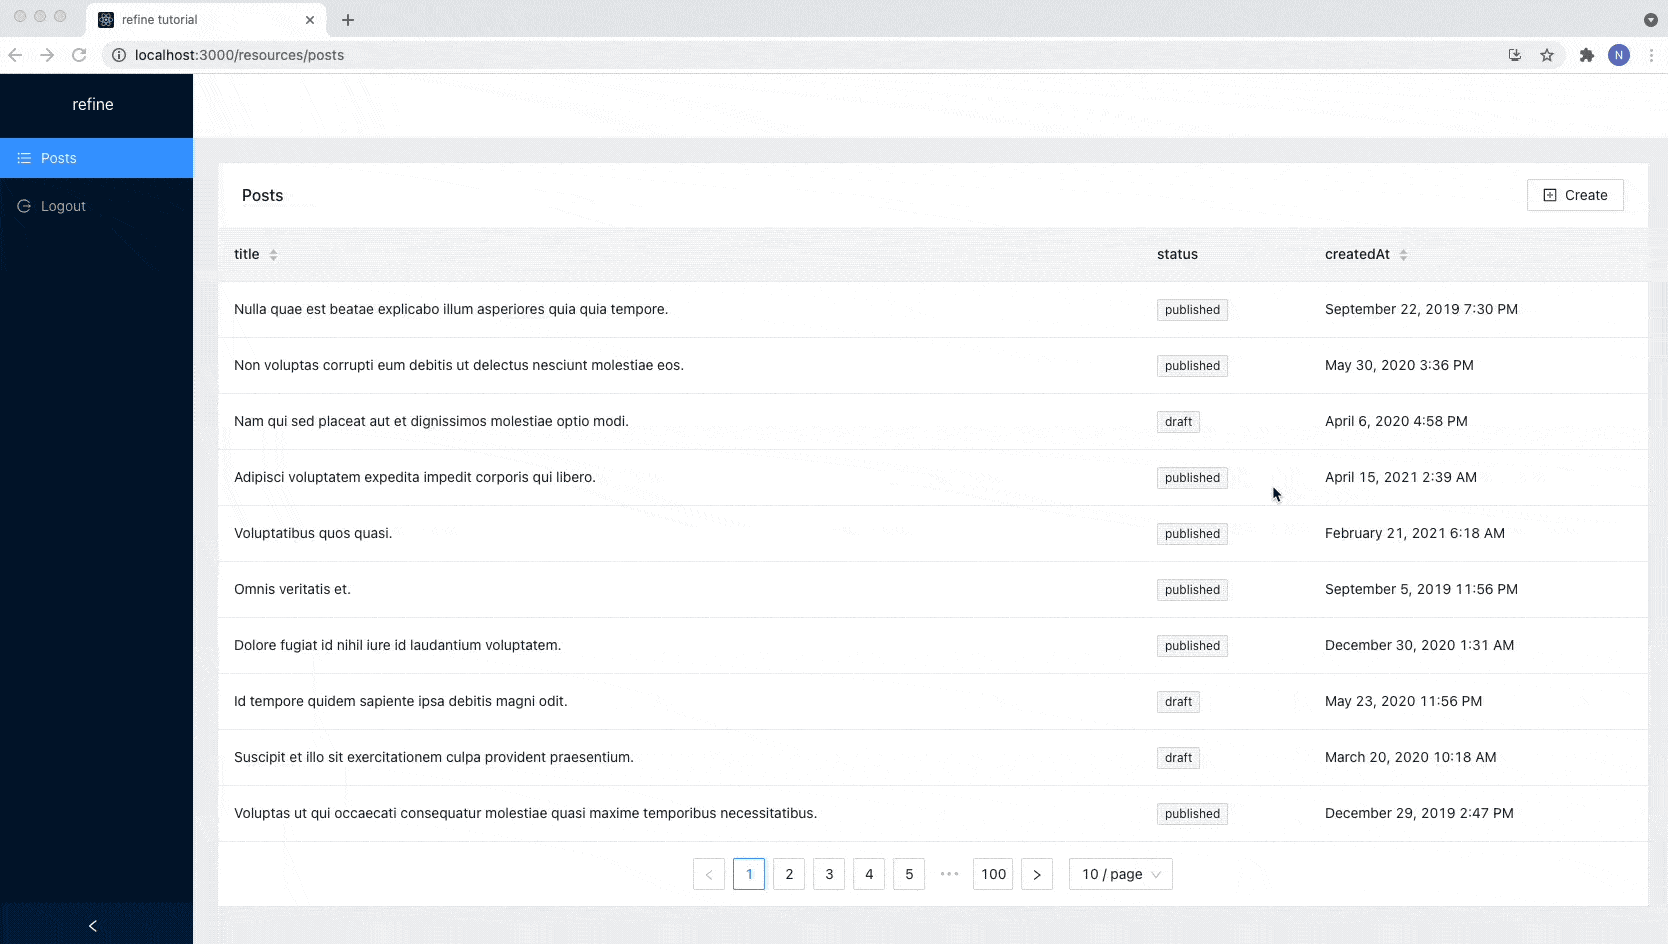 refine tutorial
localhost:3000/resources/posts
N
refine
Posts
Logout
Posts
Create
title status createdAt
Nulla quae est beatae explicabo illum asperiores quia quia tempore. published September 22, 2019 7:30 PM
Non voluptas corrupti eum debitis ut delectus nesciunt molestiae eos. published May 30, 2020 3:36 PM
Nam qui sed placeat aut et dignissimos molestiae optio modi. draft April 6, 2020 4:58 PM
Adipisci voluptatem expedita impedit corporis qui libero. published April 15, 2021 2:39 AM
Voluptatibus quos quasi. published February 21, 2021 6:18 AM
Omnis veritatis et. published September 5, 2019 11:56 PM
Dolore fugiat id nihil iure id laudantium voluptatem. published December 30, 2020 1:31 AM
Id tempore quidem sapiente ipsa debitis magni odit. draft May 23, 2020 11:56 PM
Suscipit et illo sit exercitationem culpa provident praesentium. draft March 20, 2020 10:18 AM
Voluptas ut qui occaecati consequatur molestiae quasi maxime temporibus necessitatibus. published December 29, 2019 2:47 PM
< 1 2 3 4 5 ••• 100 > 10 / page